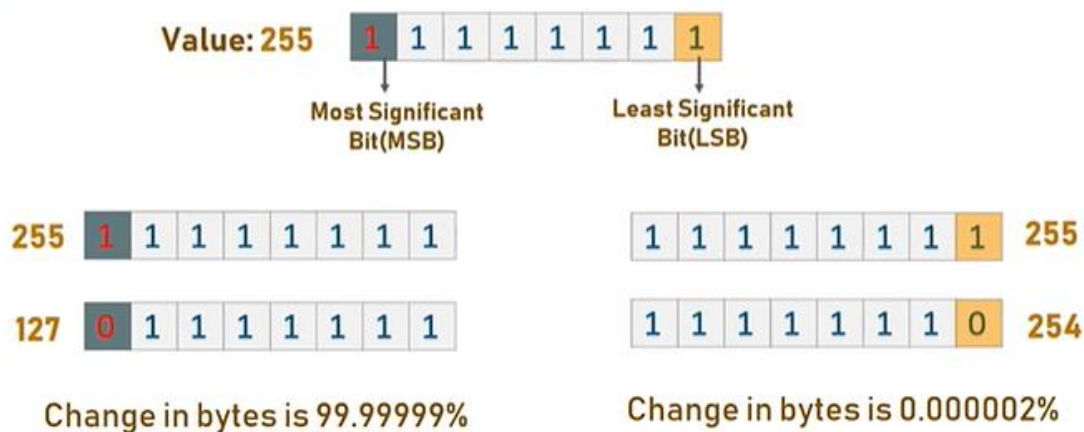 Value: 255 1 1 1 1 1 1 1 1
Most Significant
Bit(MSB)
Least Significant
Bit(LSB)
255 1 1 1 1 1 1 1 1
127 0 1 1 1 1 1 1 1
Change in bytes is 99.99999%
1 1 1 1 1 1 1 1 255
1 1 1 1 1 1 1 0 254
Change in bytes is 0.000002%